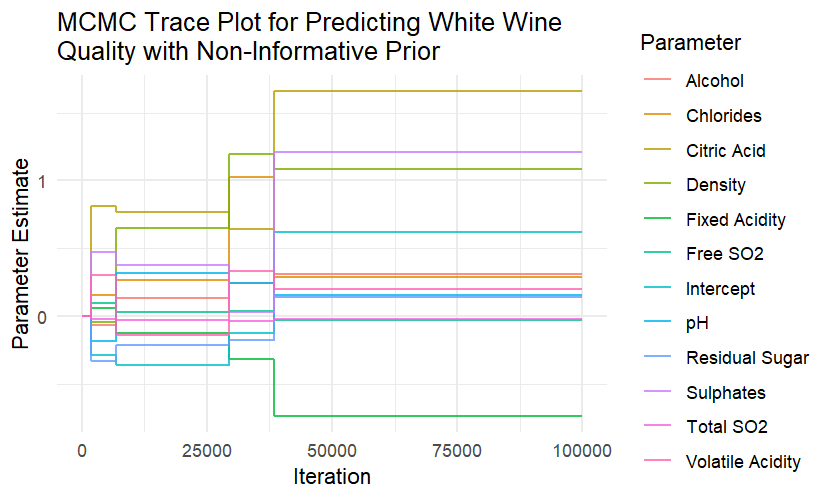 MCMC Trace Plot for Predicting White Wine
Quality with Non-Informative Prior
Parameter Estimate
1
0
0
25000
50000
75000
100000
Iteration
Parameter
Alcohol
Chlorides
Citric Acid
Density
Fixed Acidity
Free SO2
Intercept
pH
Residual Sugar
Sulphates
Total SO2
Volatile Acidity